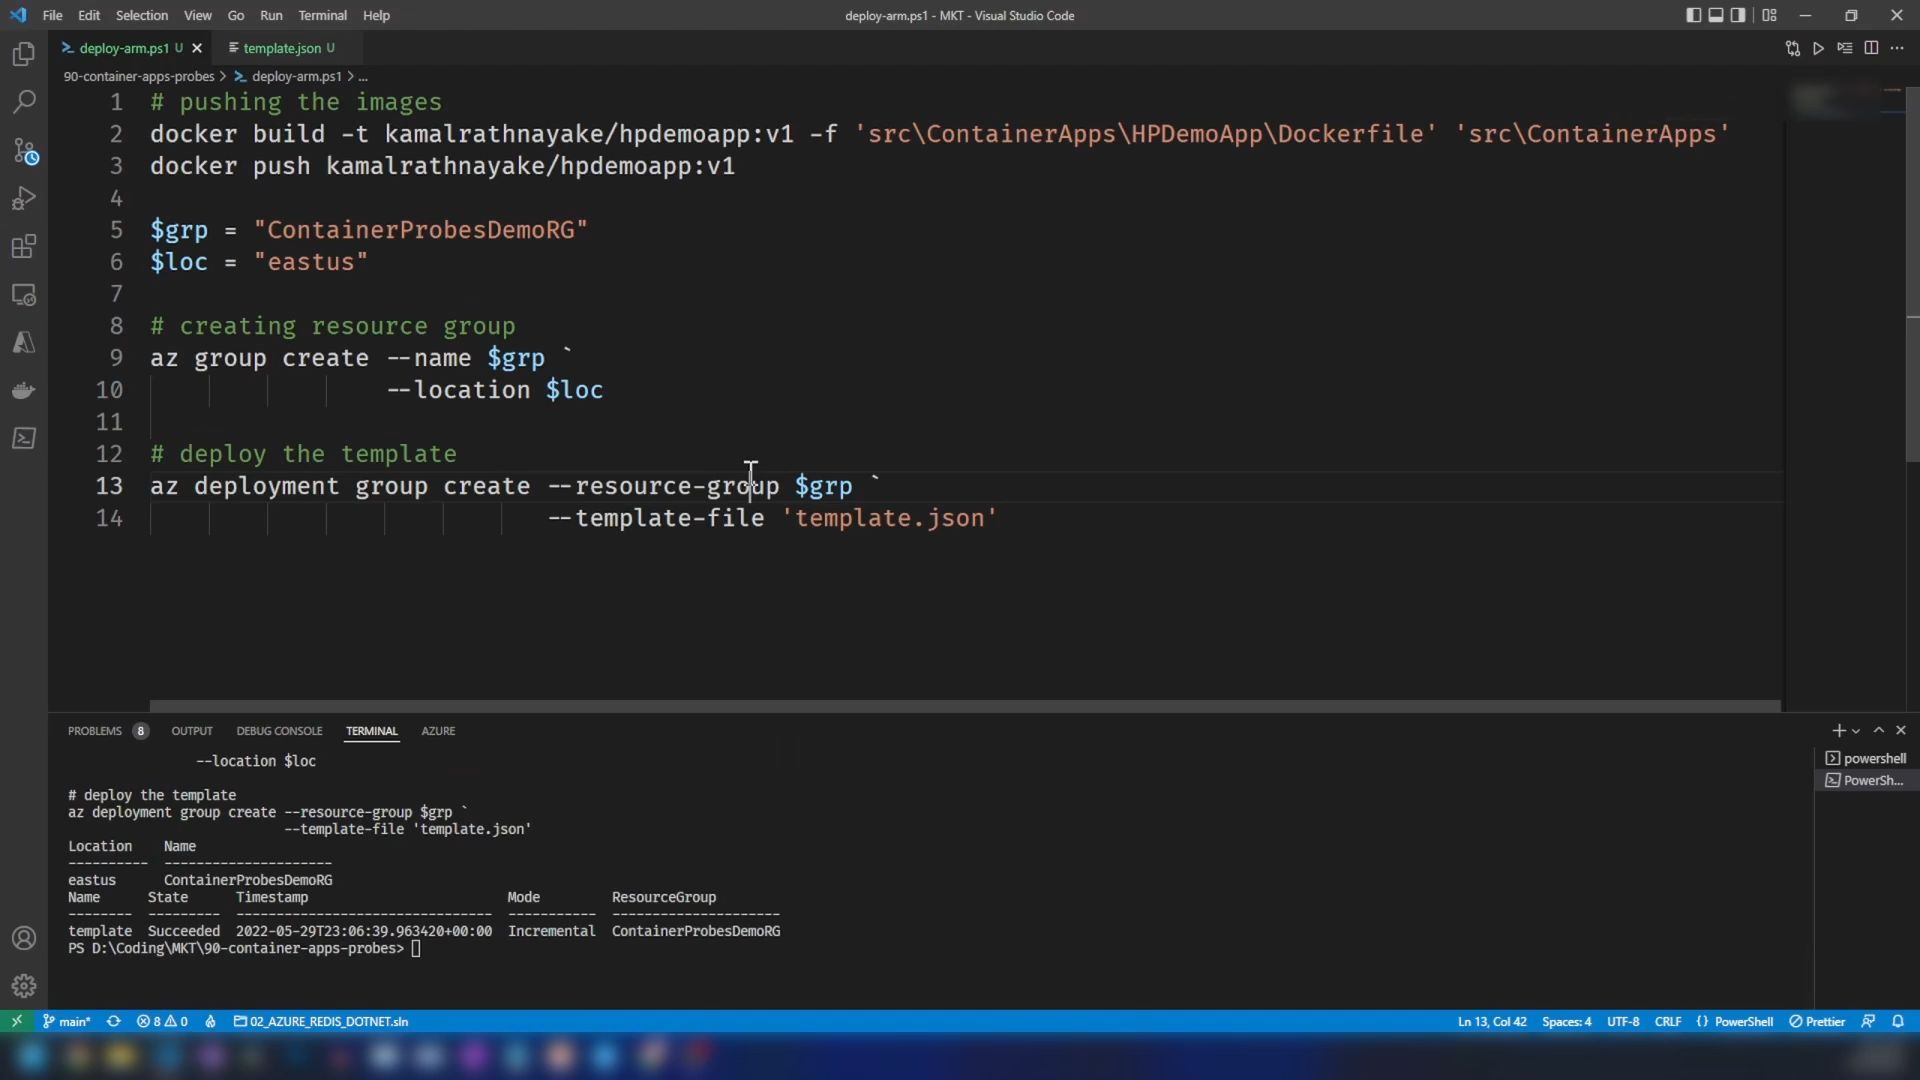 File Edit Selection View Go Run Terminal Help
deploy-arm.ps1 - MKT - Visual Studio Code
deploy-arm.ps1 U
template.json U
90-container-apps-probes > deploy-arm.ps1 > ...
1 # pushing the images
2 docker build -t kamalrathnayake/hpdemoapp:v1 -f 'src\ContainerApps\HPDemoApp\Dockerfile' 'src\ContainerApps'
3 docker push kamalrathnayake/hpdemoapp:v1
4
5 $grp = "ContainerProbesDemoRG"
6 $loc = "eastus"
7
8 # creating resource group
9 az group create --name $grp `
10 --location $loc
11
12 # deploy the template
13 az deployment group create --resource-group $grp `
14 --template-file 'template.json'
PROBLEMS 8 OUTPUT DEBUG CONSOLE TERMINAL AZURE
--location $loc
# deploy the template
az deployment group create --resource-group $grp `
--template-file 'template.json'
Location Name
---------- ---------------------
eastus ContainerProbesDemoRG
Name State Timestamp Mode ResourceGroup
-------- --------- -------------------------------- ----------- ---------------------
template Succeeded 2022-05-29T23:06:39.963420+00:00 Incremental ContainerProbesDemoRG
PS D:\Coding\MKT\90-container-apps-probes>
powershell
PowerSh...
main* 8 0 02_AZURE_REDIS_DOTNET.sln
Ln 13, Col 42 Spaces: 4 UTF-8 CRLF {} PowerShell Prettier